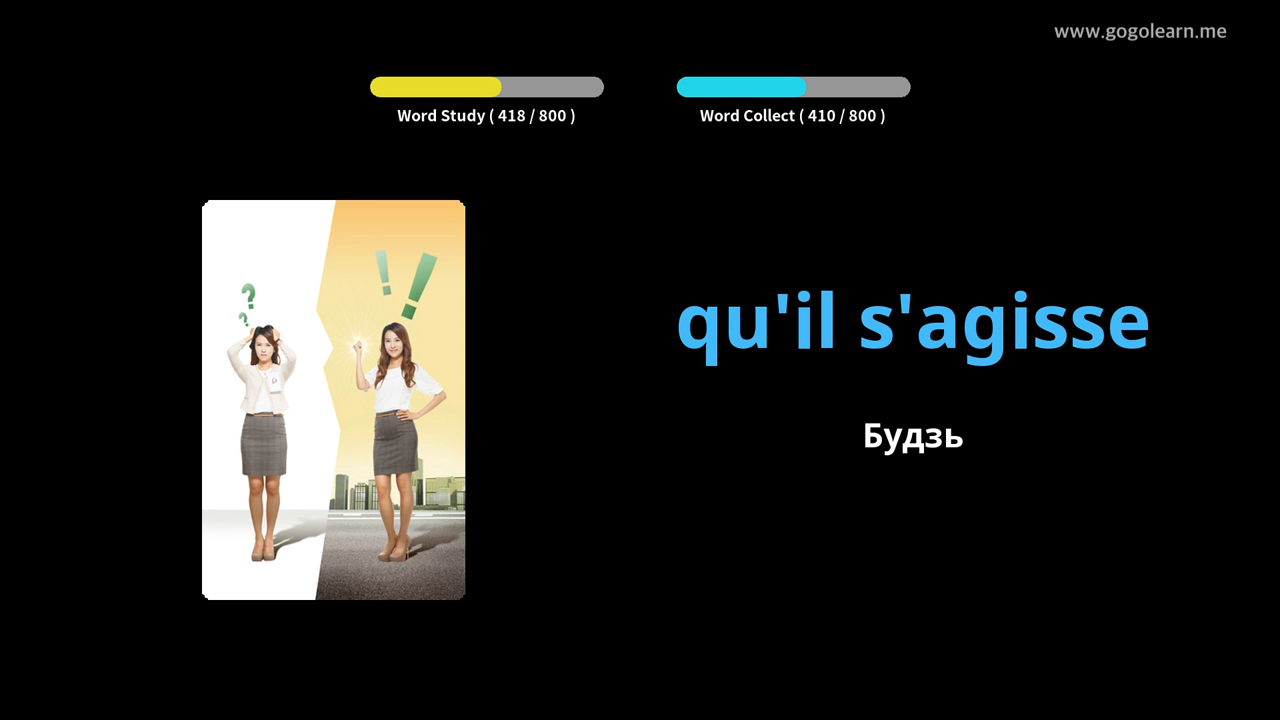 www.gogolearn.me
Word Study ( 418 / 800 )
Word Collect ( 410 / 800 )
? ! !
?
qu'il s'agisse
Будзь